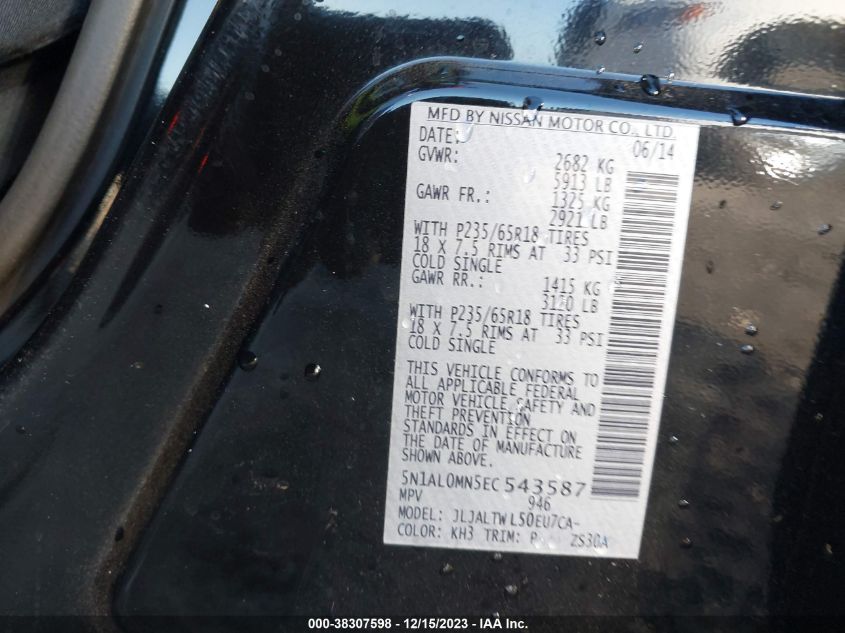 MFD BY NISSAN MOTOR CO., LTD.
DATE: 06/14
GVWR: 2682 KG
5913 LB
GAWR FR.: 1325 KG
2921 LB
WITH P235/65R18 TIRES
18 X 7.5 RIMS AT 33 PSI
COLD SINGLE
GAWR RR.: 1415 KG
3120 LB
WITH P235/65R18 TIRES
18 X 7.5 RIMS AT 33 PSI
COLD SINGLE
THIS VEHICLE CONFORMS TO
ALL APPLICABLE FEDERAL
MOTOR VEHICLE SAFETY AND
THEFT PREVENTION
STANDARDS IN EFFECT ON
THE DATE OF MANUFACTURE
SHOWN ABOVE.
5N1AL0MN5EC543587
MPV 946
MODEL: JLJALTWL50EU7CA-
COLOR: KH3 TRIM: ZS30A
000-38307598 - 12/15/2023 - IAAI.com